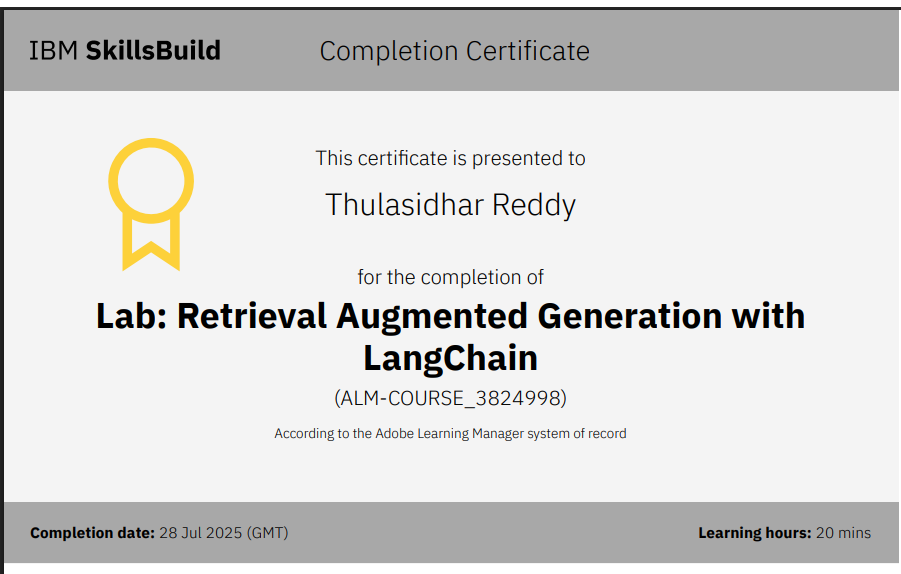 IBM SkillsBuild
Completion Certificate
This certificate is presented to
Thulasidhar Reddy
for the completion of
Lab: Retrieval Augmented Generation with
LangChain
(ALM-COURSE_3824998)
According to the Adobe Learning Manager system of record
Completion date: 28 Jul 2025 (GMT)
Learning hours: 20 mins